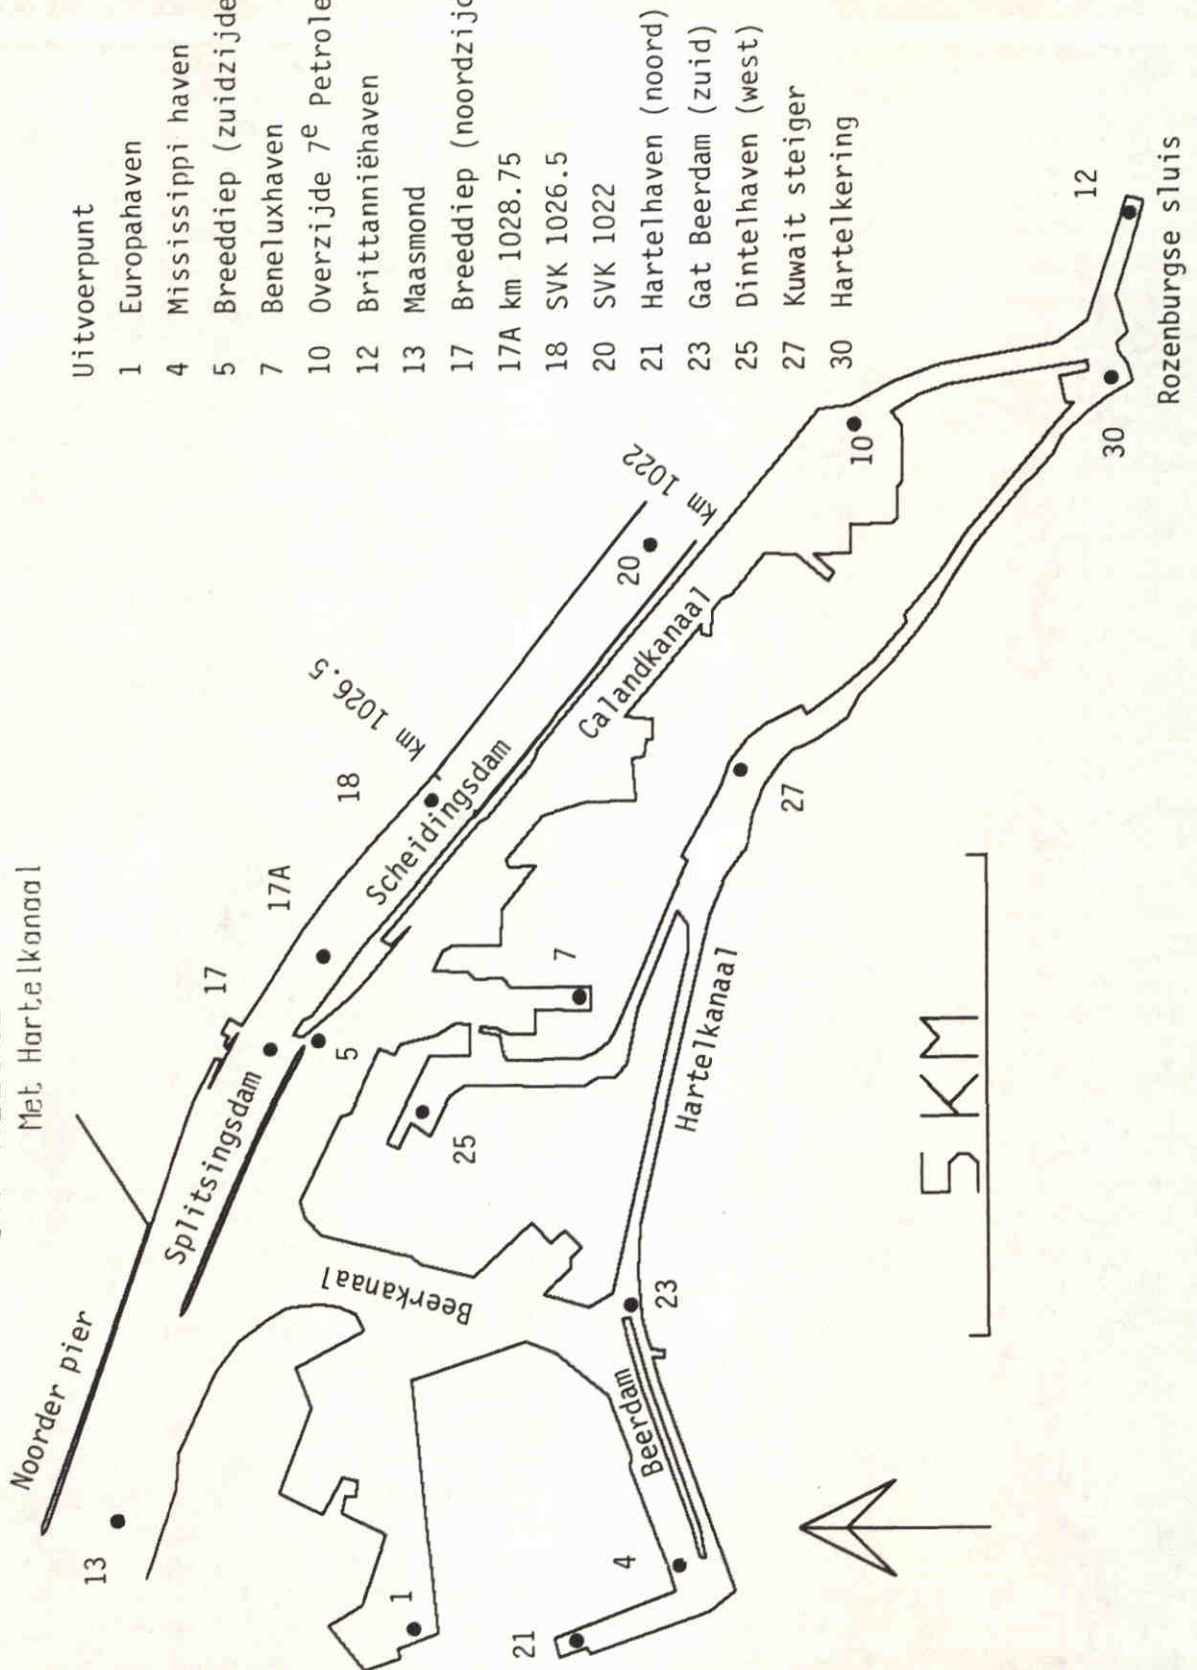 Met Hartelkanaal
Uitvoerpunt
1 Europahaven
4 Mississippi haven
5 Breeddiep (zuidzijde
7 Beneluxhaven
10 Overzijde 7e Petrole
12 Brittanniëhaven
13 Maasmond
17 Breeddiep (noordzijd
17A km 1028.75
18 SVK 1026.5
20 SVK 1022
21 Hartelhaven (noord)
23 Gat Beerdam (zuid)
25 Dintelhaven (west)
27 Kuwait steiger
30 Hartelkering
Noorder pier
13
Splitsingsdam
17
17A
18
km 1026.5
km 1022
5
Scheidingsdam
20
Calandkanaal
Beerkanaal
25
7
10
1
12
4
21
Beerdam
23
Hartelkanaal
27
30
Rozenburgse sluis
5 KM